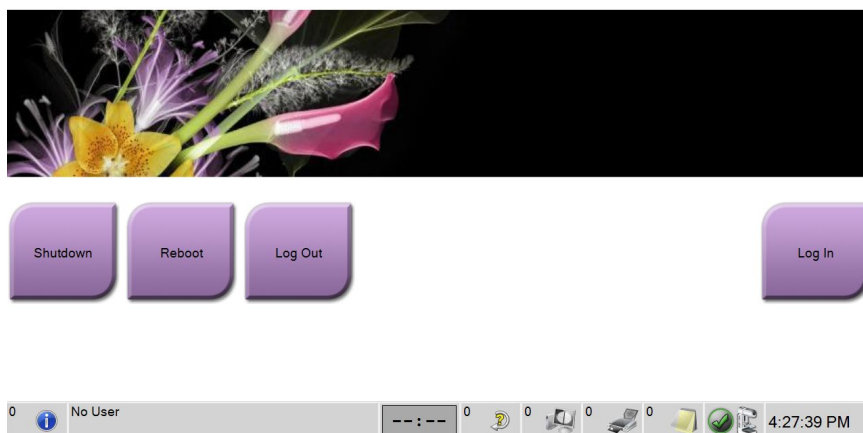 Shutdown
Reboot
Log Out
Log In
0
No User
--:--
0
0
0
0
4:27:39 PM